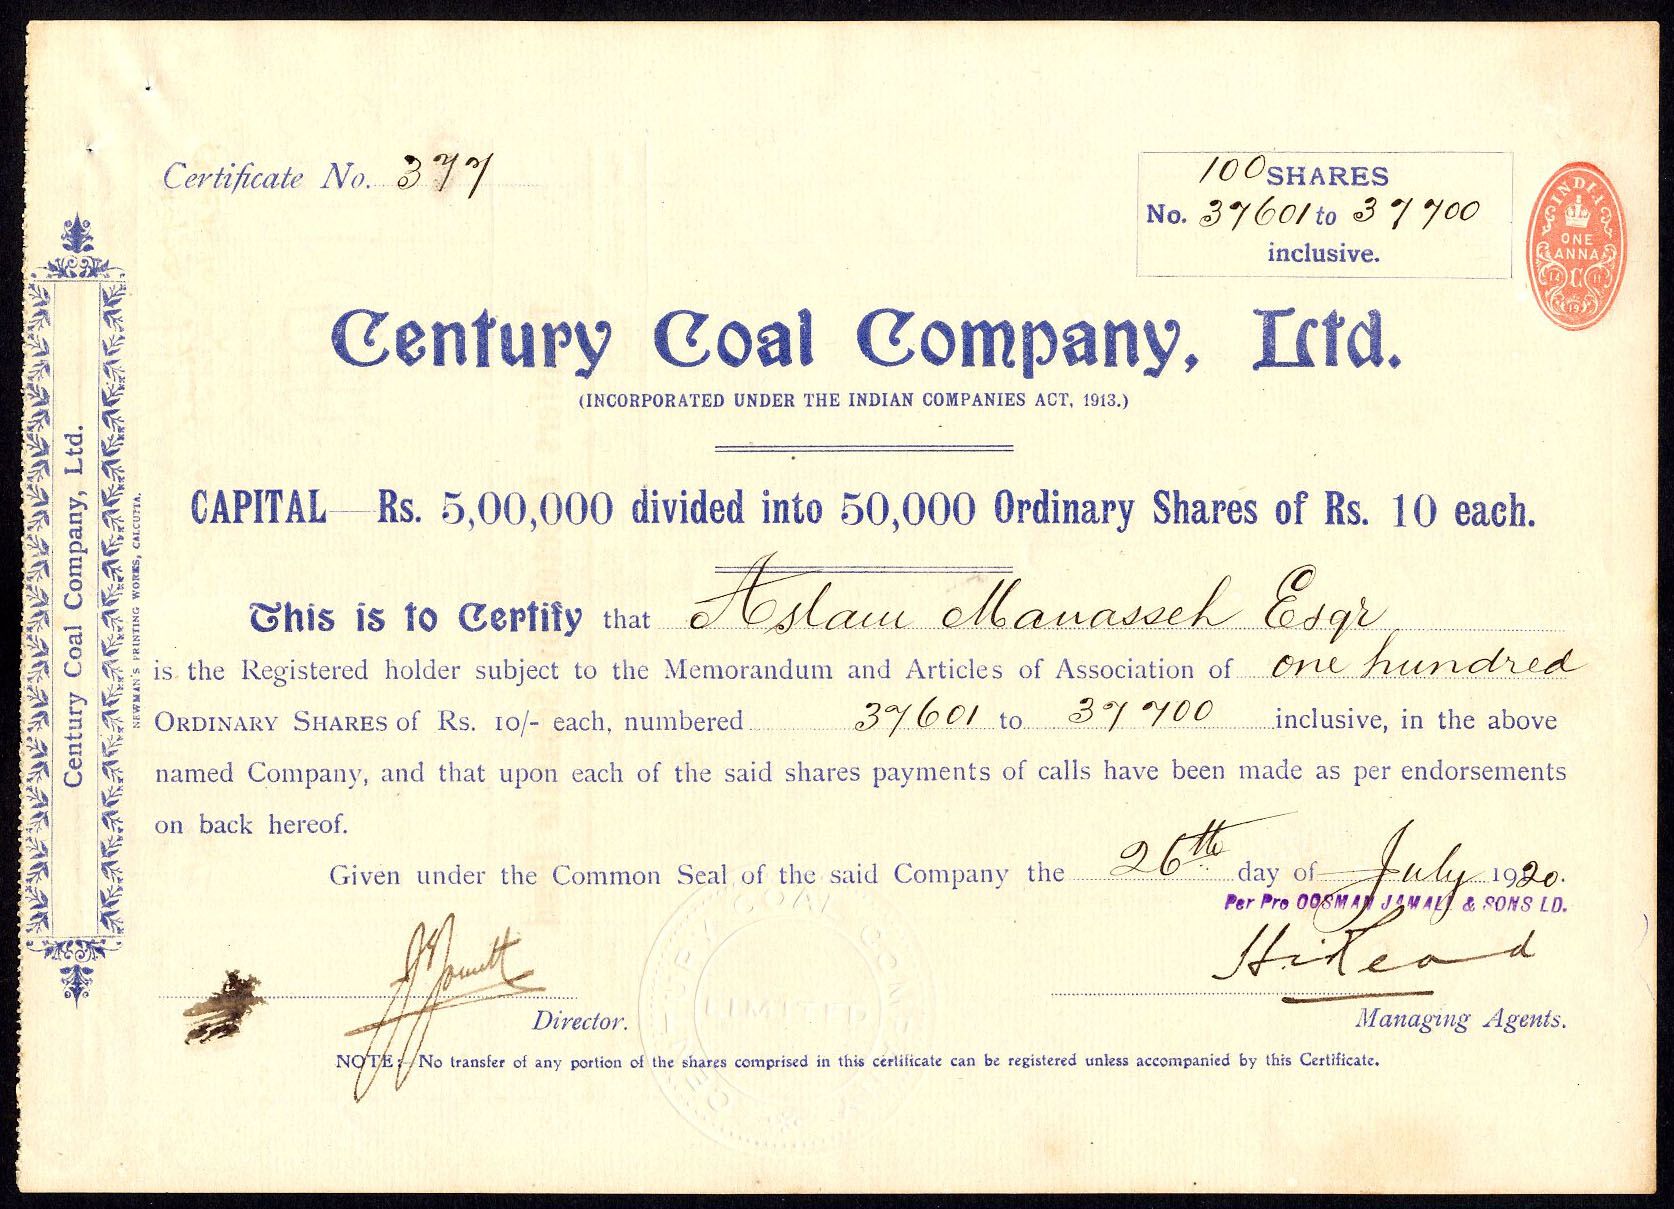 Certificate No. 377
100 SHARES
No. 37601 to 37700
inclusive.
INDIA
ONE
ANNA
C
Century Coal Company, Ltd.
(INCORPORATED UNDER THE INDIAN COMPANIES ACT, 1913.)
CAPITAL—Rs. 5,00,000 divided into 50,000 Ordinary Shares of Rs. 10 each.
This is to Certify that Aslam Manasseh Esqr
is the Registered holder subject to the Memorandum and Articles of Association of one hundred
ORDINARY SHARES of Rs. 10/- each, numbered 37601 to 37700 inclusive, in the above
named Company, and that upon each of the said shares payments of calls have been made as per endorsements
on back hereof.
Given under the Common Seal of the said Company the 26th day of July 1920.
Per Pro OOSMAN JAMALL & SONS LD.
Director.
Managing Agents.
NOTE:—No transfer of any portion of the shares comprised in this certificate can be registered unless accompanied by this Certificate.
CENTURY COAL COMPANY
LIMITED
Century Coal Company, Ltd.
NEWMAN'S PRINTING WORKS, CALCUTTA.